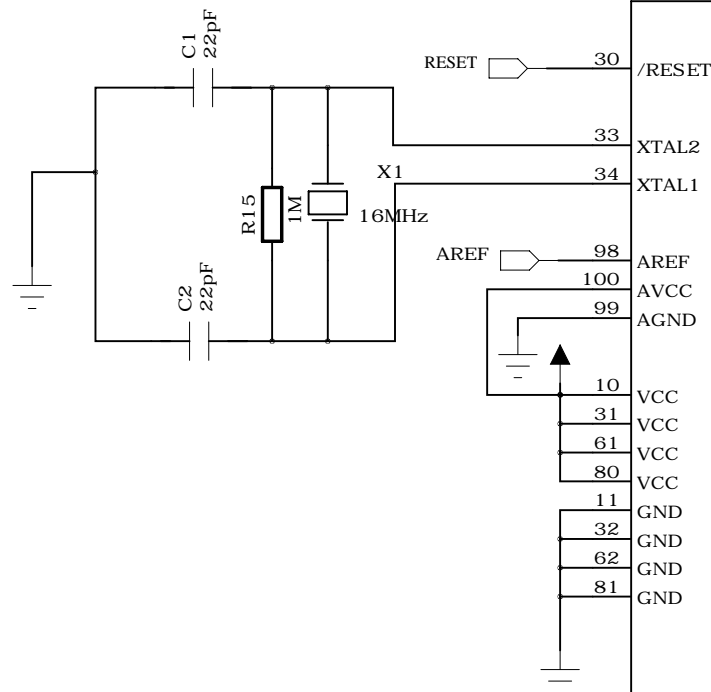 C1
22pF
RESET
30
/RESET
33
XTAL2
X1
34
XTAL1
R15
1M
16MHz
AREF
98
AREF
100
AVCC
99
AGND
C2
22pF
10
VCC
31
VCC
61
VCC
80
VCC
11
GND
32
GND
62
GND
81
GND